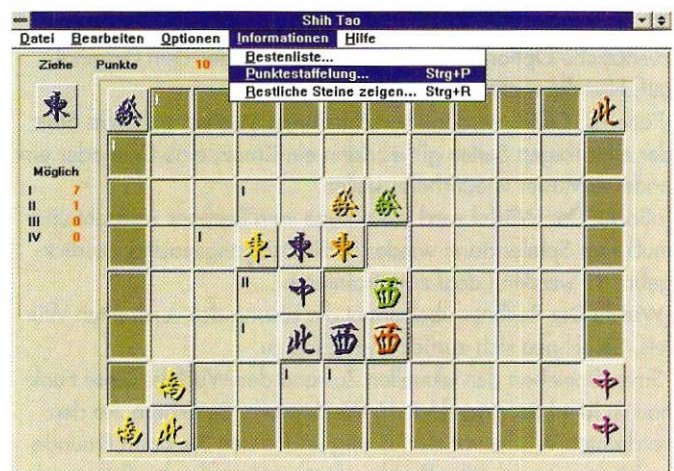 Shih Tao
Datei Bearbeiten Optionen Informationen Hilfe
Bestenliste...
Punktestaffelung... Strg+P
Restliche Steine zeigen... Strg+R
Ziehe Punkte 10
東 發 I 北
I
Möglich
I 7
II 1
III 0
IV 0
I 發 發
I 東 東 東
II 中 西
I 北 西 西
南 I I 中
南 北 中